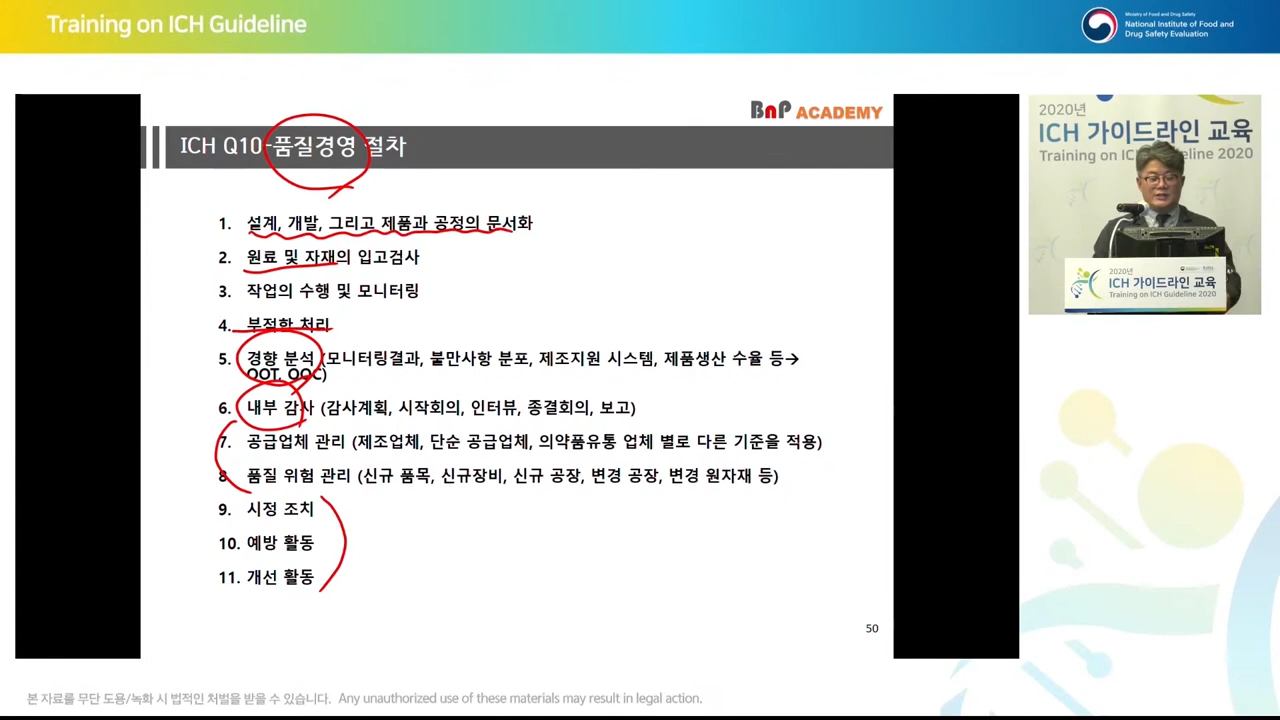 Training on ICH Guideline
Ministry of Food and Drug Safety
National Institute of Food and
Drug Safety Evaluation
BnP ACADEMY
ICH Q10-품질경영 절차
1. 설계, 개발, 그리고 제품과 공정의 문서화
2. 원료 및 자재의 입고검사
3. 작업의 수행 및 모니터링
4. 부적합 처리
5. 경향 분석 (모니터링결과, 불만사항 분포, 제조지원 시스템, 제품생산 수율 등→
OOT, OOC)
6. 내부 감사 (감사계획, 시작회의, 인터뷰, 종결회의, 보고)
7. 공급업체 관리 (제조업체, 단순 공급업체, 의약품유통 업체 별로 다른 기준을 적용)
8. 품질 위험 관리 (신규 품목, 신규장비, 신규 공장, 변경 공장, 변경 원자재 등)
9. 시정 조치
10. 예방 활동
11. 개선 활동
50
2020년
ICH 가이드라인 교육
Training on ICH Guideline 2020
2020년
ICH 가이드라인 교육
Training on ICH Guideline 2020
본 자료를 무단 도용/녹화 시 법적인 처벌을 받을 수 있습니다. Any unauthorized use of these materials may result in legal action.